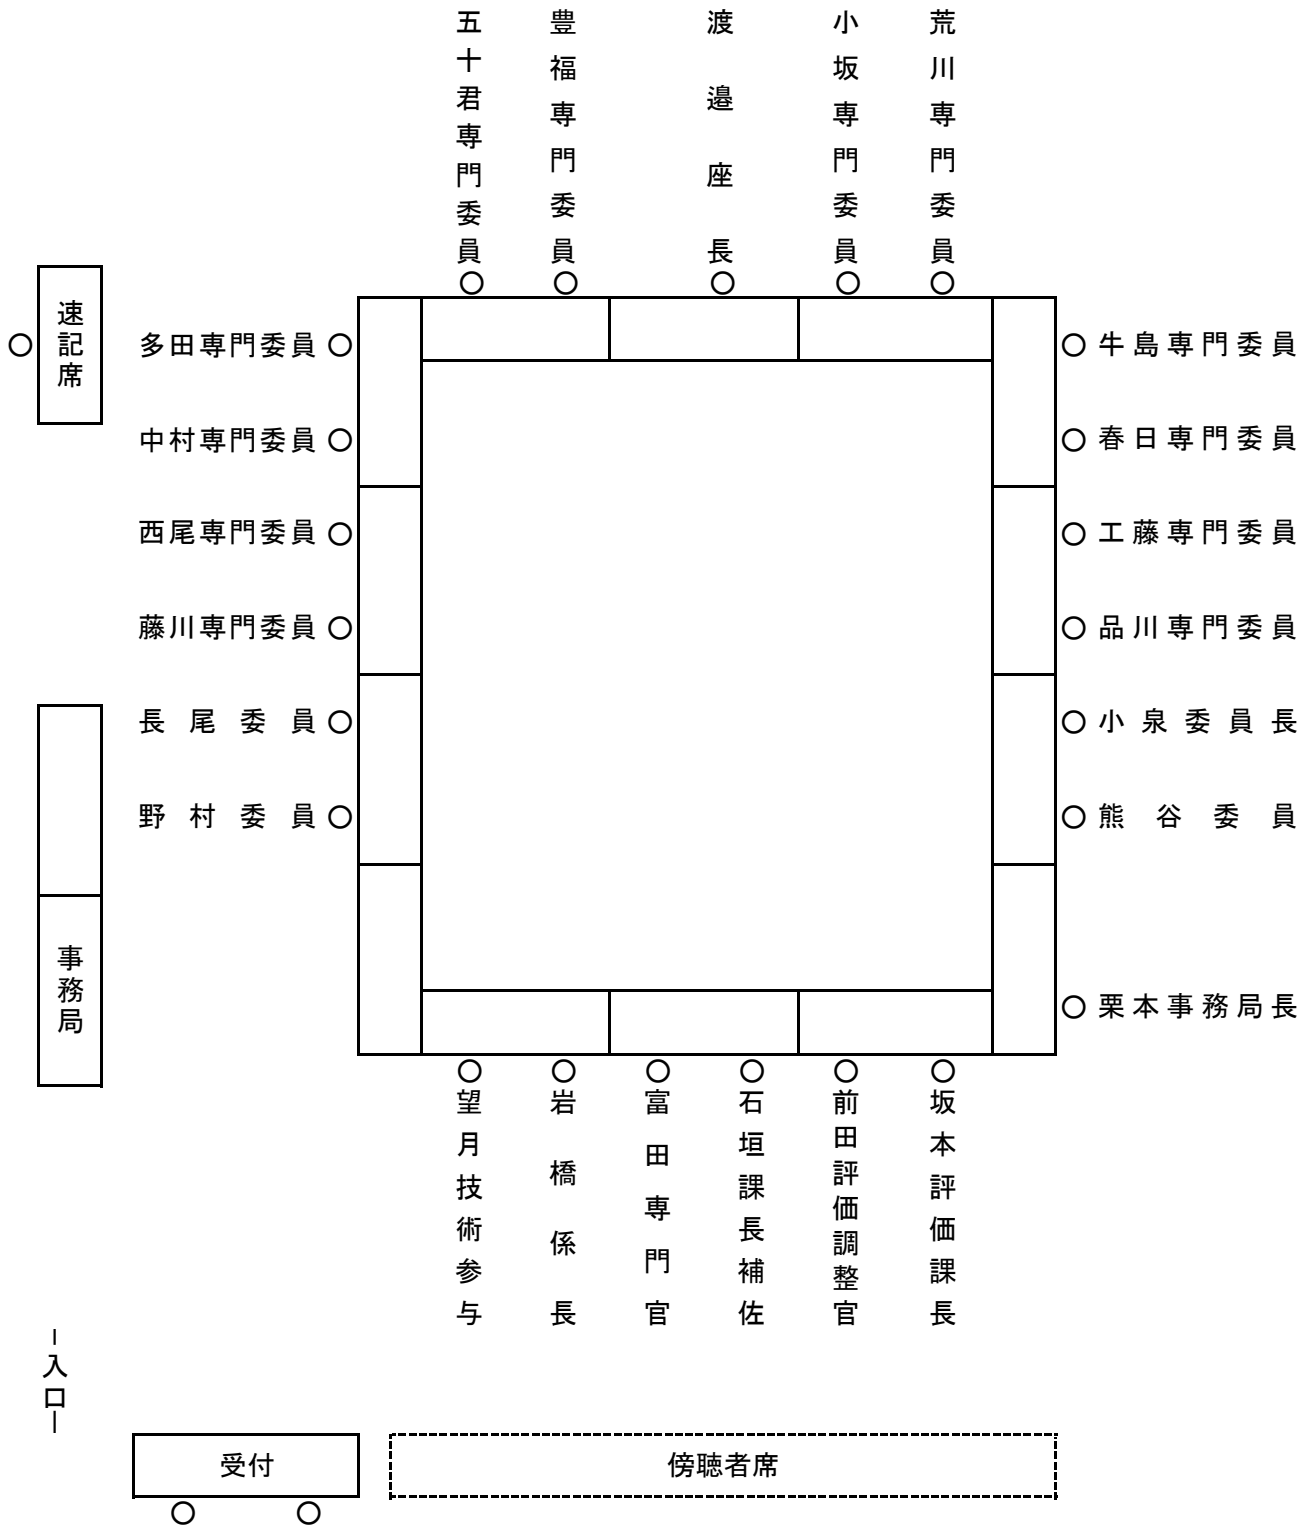 五十君専門委員
豊福専門委員
渡邉座長
小坂専門委員
荒川専門委員
速記席
多田専門委員
牛島専門委員
中村専門委員
春日専門委員
西尾専門委員
工藤専門委員
藤川専門委員
品川専門委員
長尾委員
小泉委員長
野村委員
熊谷委員
事務局
栗本事務局長
望月技術参与
岩橋係長
富田専門官
石垣課長補佐
前田評価調整官
坂本評価課長
入口
受付
傍聴者席